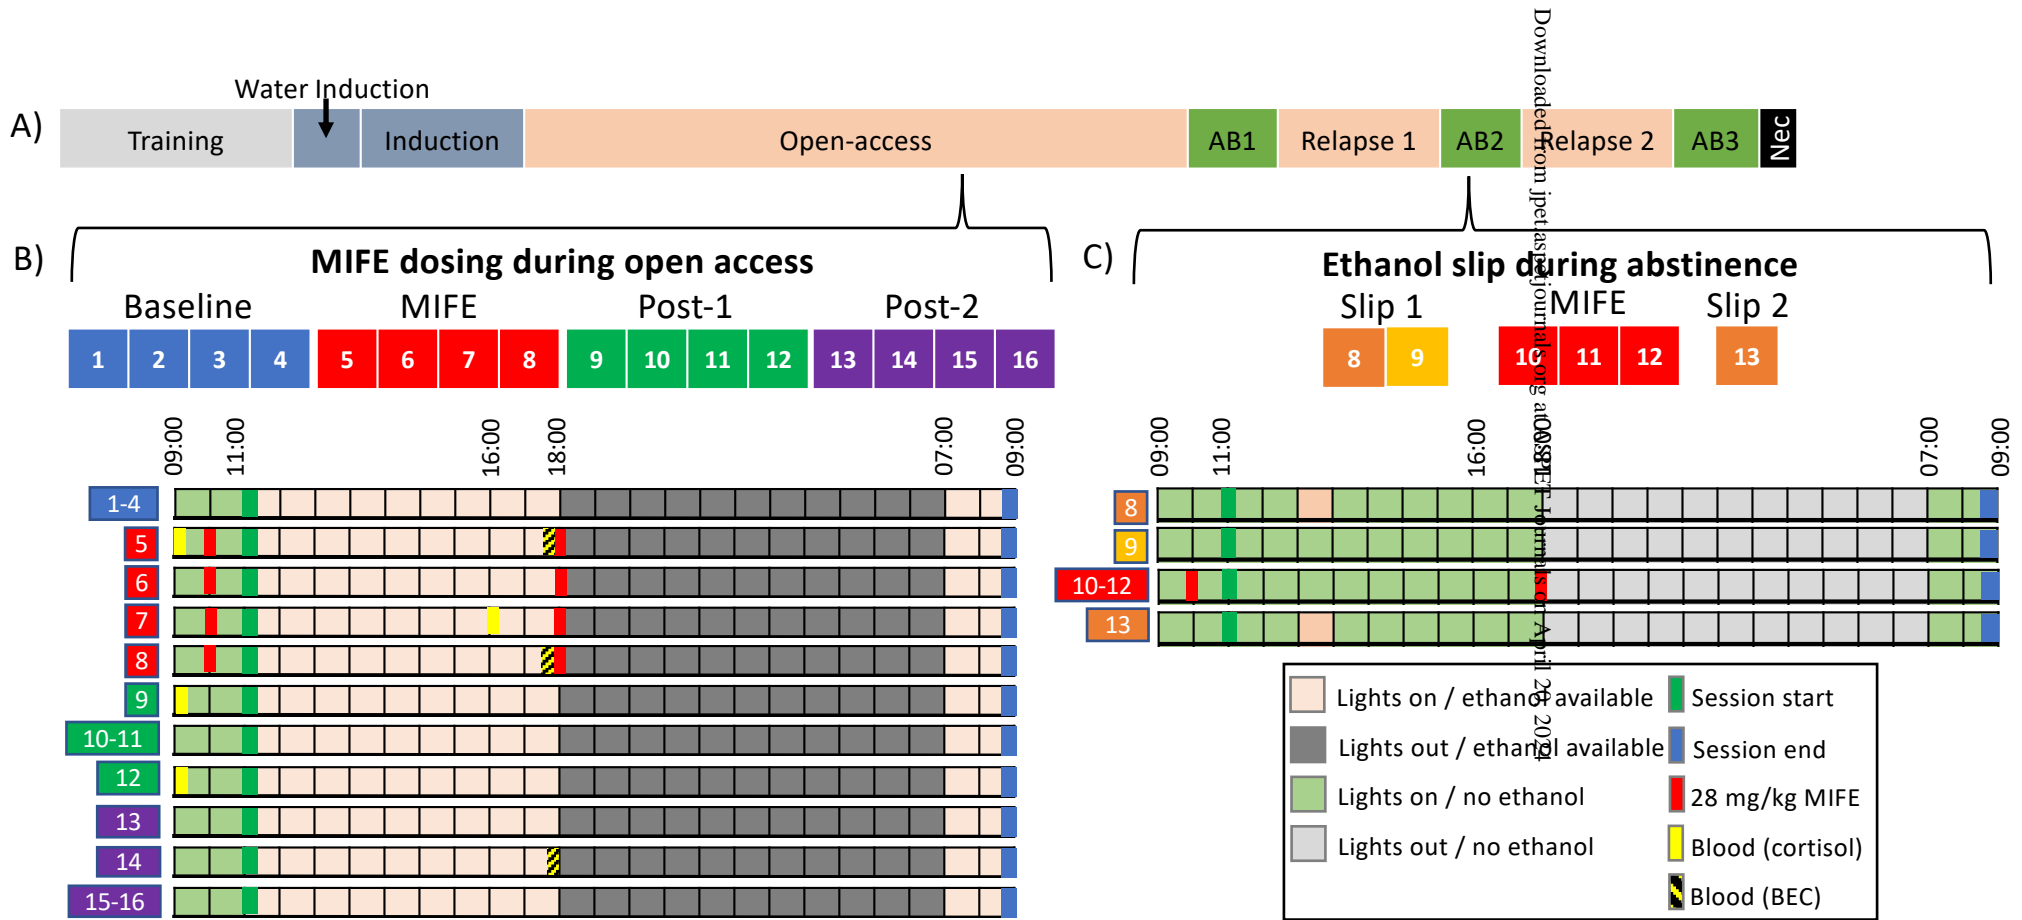 Water Induction
A)
Training
Induction
Open-access
AB1
Relapse 1
AB2
Relapse 2
AB3
Nec
B)
MIFE dosing during open access
Baseline
MIFE
Post-1
Post-2
1 2 3 4 5 6 7 8 9 10 11 12 13 14 15 16
09:00 11:00 16:00 18:00 07:00 09:00
1-4
5
6
7
8
9
10-11
12
13
14
15-16
C)
Ethanol slip during abstinence
Slip 1
MIFE
Slip 2
8 9 10 11 12 13
09:00 11:00 16:00 18:00 07:00 09:00
8
9
10-12
13
Lights on / ethanol available
Lights out / ethanol available
Lights on / no ethanol
Lights out / no ethanol
Session start
Session end
28 mg/kg MIFE
Blood (cortisol)
Blood (BEC)
Downloaded from jpet.aspetjournals.org at ASPET Journals on April 20, 2024